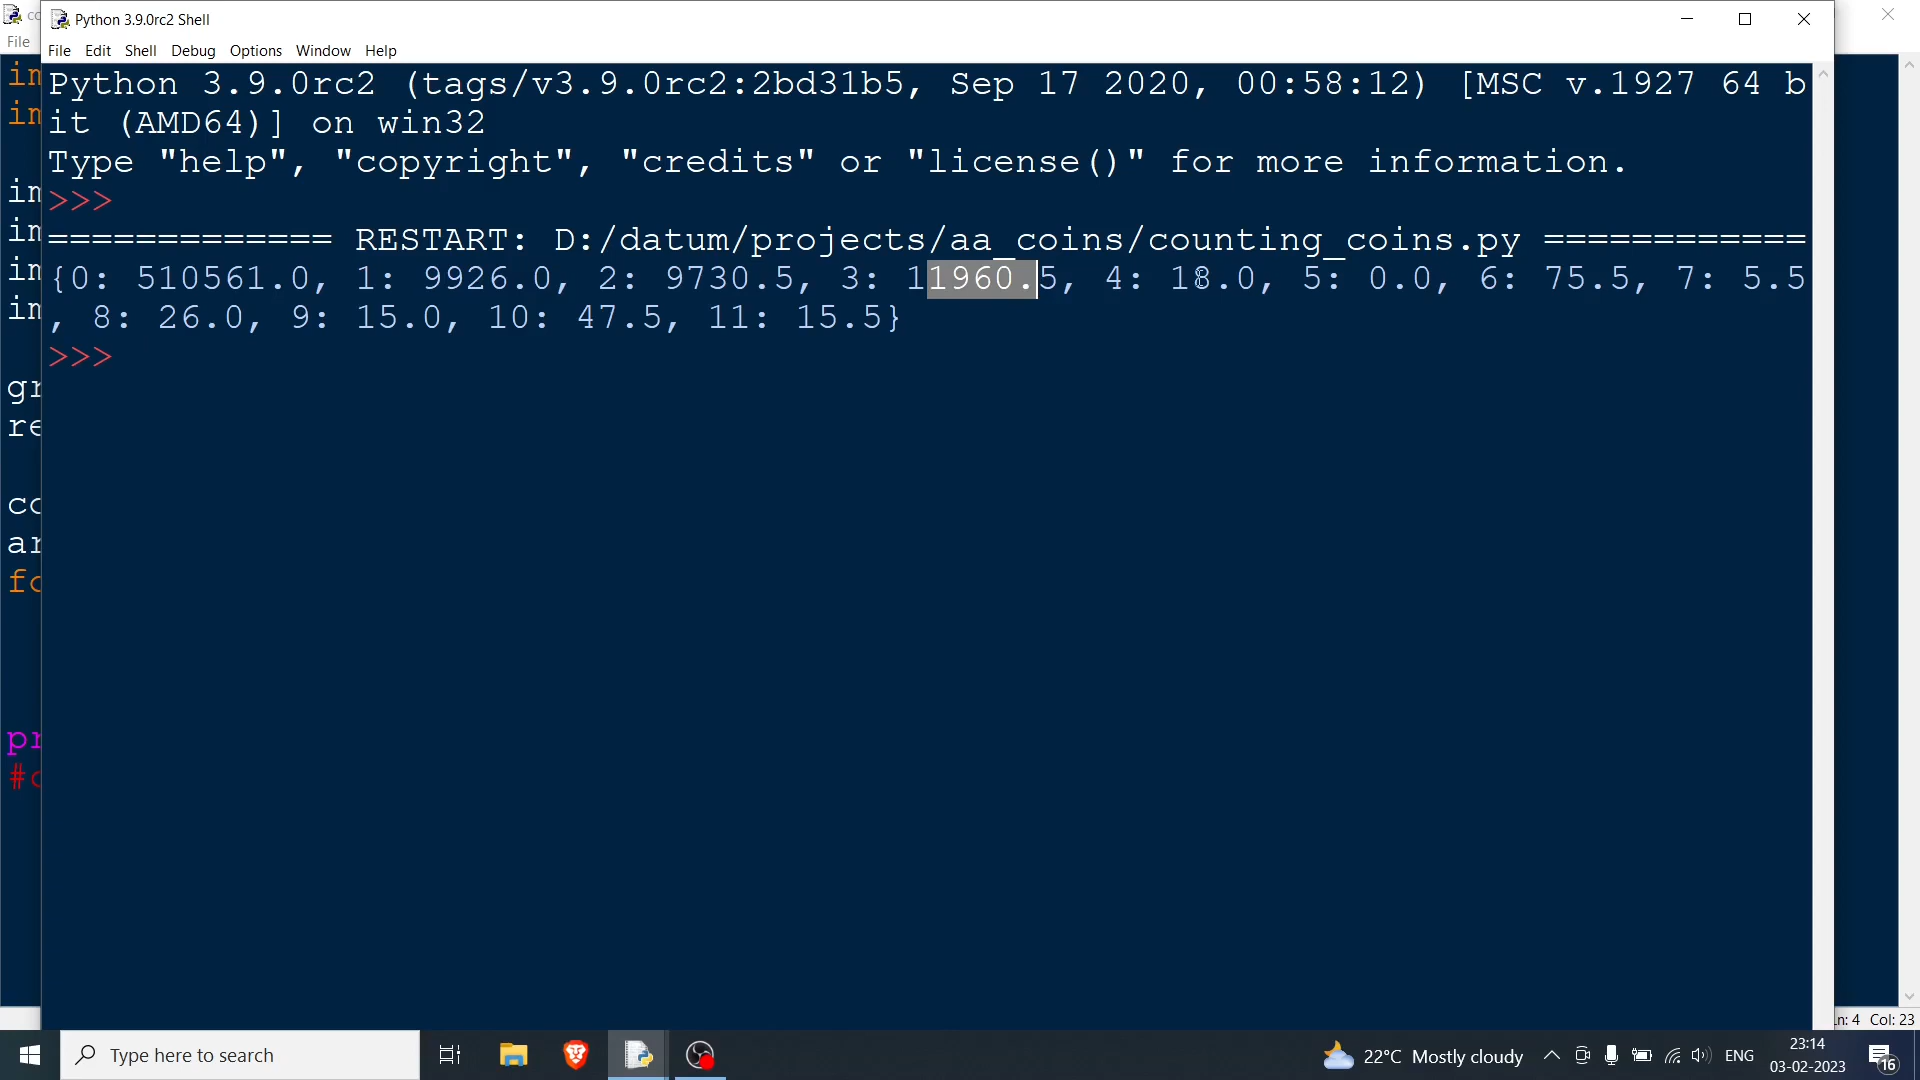 Python 3.9.0rc2 Shell
File Edit Shell Debug Options Window Help
File
Python 3.9.0rc2 (tags/v3.9.0rc2:2bd31b5, Sep 17 2020, 00:58:12) [MSC v.1927 64 b
it (AMD64)] on win32
Type "help", "copyright", "credits" or "license()" for more information.
>>>
============= RESTART: D:/datum/projects/aa_coins/counting_coins.py ============
{0: 510561.0, 1: 9926.0, 2: 9730.5, 3: 11960.5, 4: 18.0, 5: 0.0, 6: 75.5, 7: 5.5
, 8: 26.0, 9: 15.0, 10: 47.5, 11: 15.5}
>>>
Ln: 4 Col: 23
Type here to search
22°C Mostly cloudy
ENG
23:14
03-02-2023
16